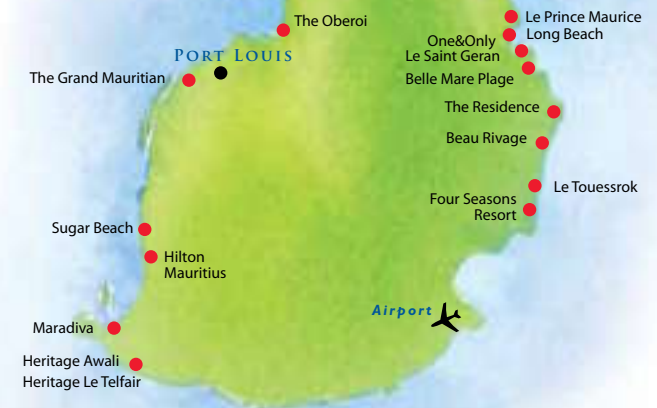 The Oberoi
PORT LOUIS
The Grand Mauritian
Le Prince Maurice
Long Beach
One&Only
Le Saint Geran
Belle Mare Plage
The Residence
Beau Rivage
Le Touessrok
Four Seasons
Resort
Sugar Beach
Hilton
Mauritius
Airport
Maradiva
Heritage Awali
Heritage Le Telfair